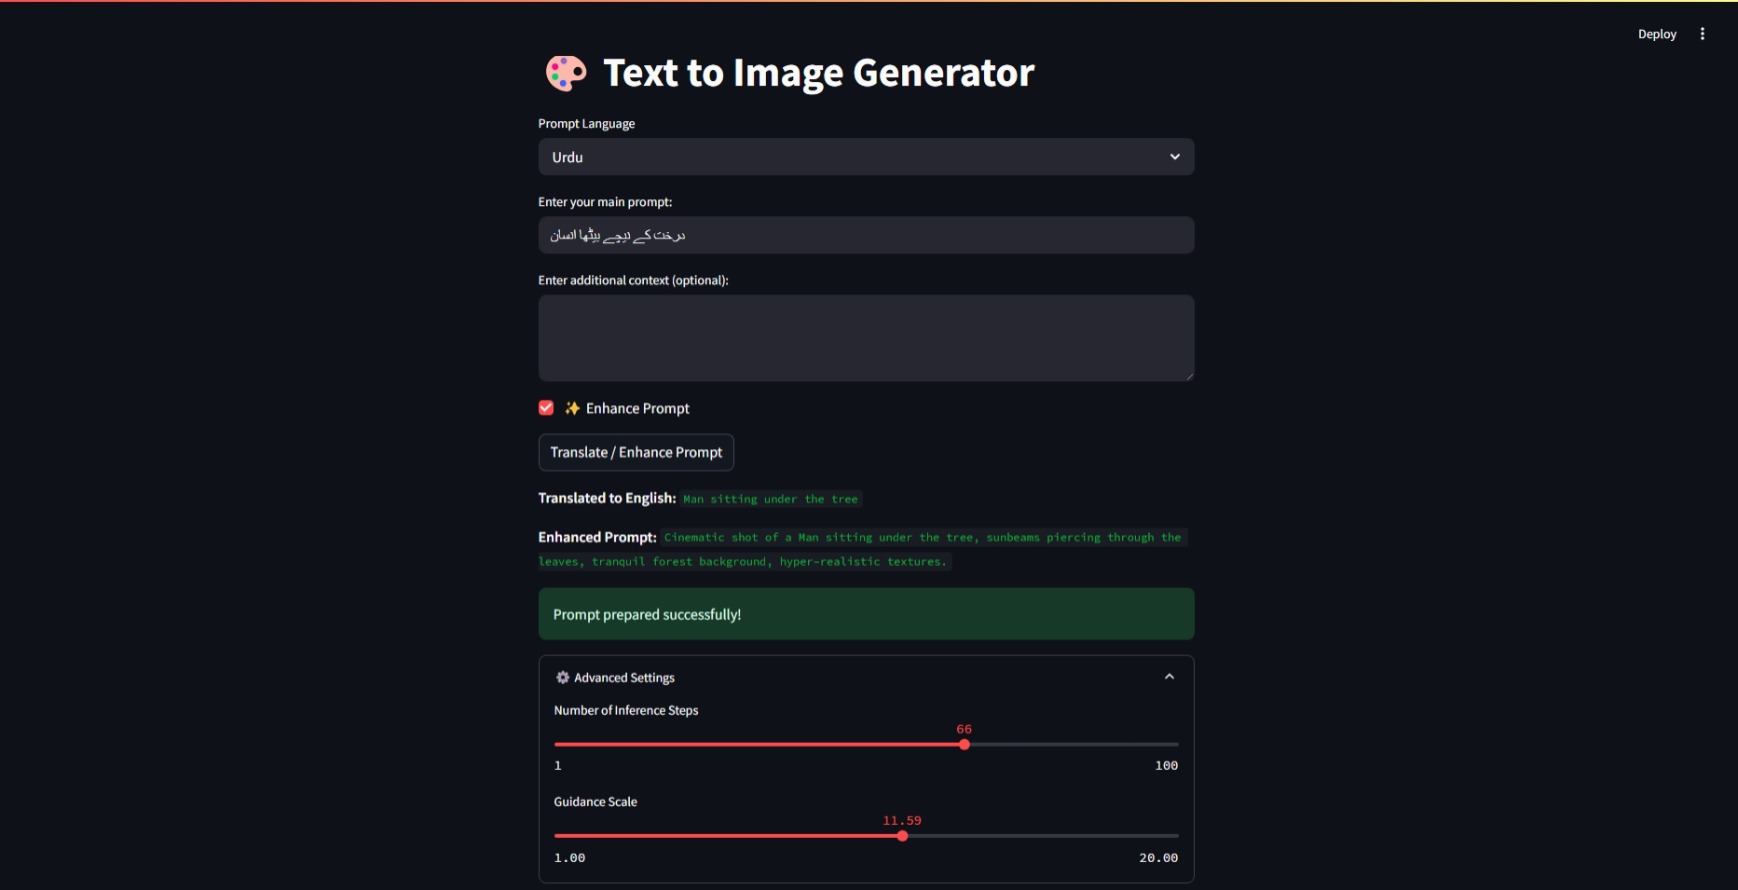 Deploy
Text to Image Generator
Prompt Language
Urdu
Enter your main prompt:
درخت کے نیچے بیٹھا انسان
Enter additional context (optional):
Enhance Prompt
Translate / Enhance Prompt
Translated to English: Man sitting under the tree
Enhanced Prompt: Cinematic shot of a Man sitting under the tree, sunbeams piercing through the
leaves, tranquil forest background, hyper-realistic textures.
Prompt prepared successfully!
Advanced Settings
Number of Inference Steps
66
1 100
Guidance Scale
11.59
1.00 20.00